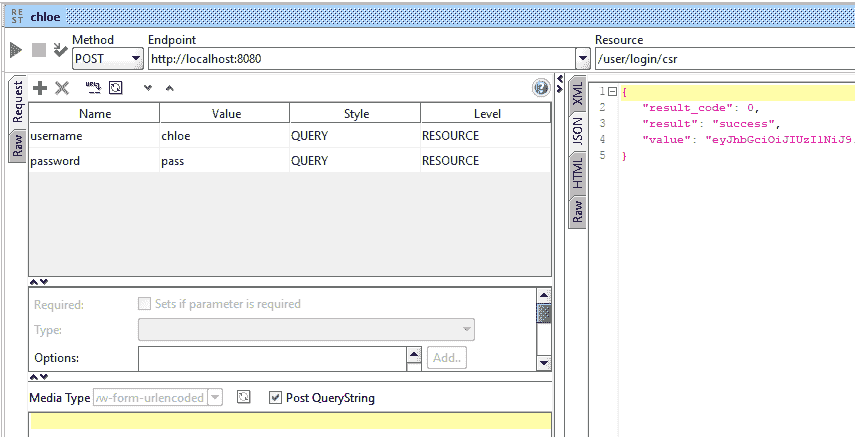 RE ST chloe
Method Endpoint Resource
POST http://localhost:8080 /user/login/csr
Request
Raw
Name Value Style Level
username chloe QUERY RESOURCE
password pass QUERY RESOURCE
Required: Sets if parameter is required
Type:
Options: Add..
Media Type w-form-urlencoded Post QueryString
XML
JSON
HTML
Raw
1 {
2 "result_code": 0,
3 "result": "success",
4 "value": "eyJhbGciOiJIUzI1NiJ9.
5 }